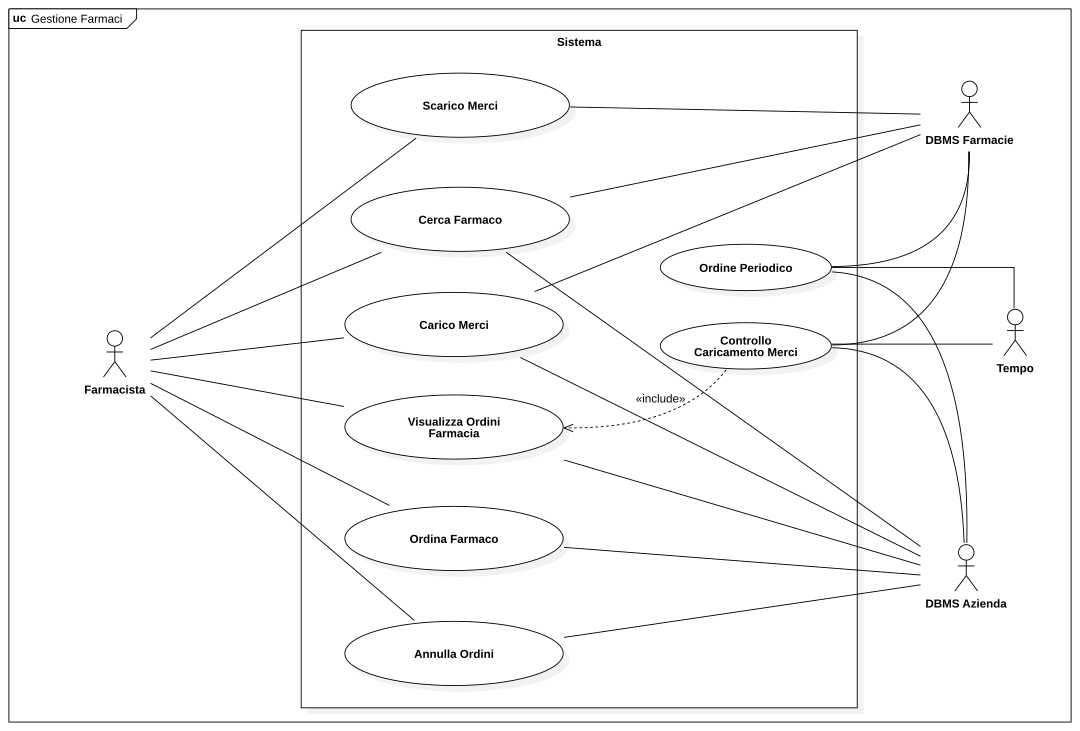 uc Gestione Farmaci
Sistema
Scarico Merci
DBMS Farmacie
Cerca Farmaco
Ordine Periodico
Carico Merci
Controllo
Caricamento Merci
Tempo
Farmacista
«include»
Visualizza Ordini
Farmacia
Ordina Farmaco
DBMS Azienda
Annulla Ordini